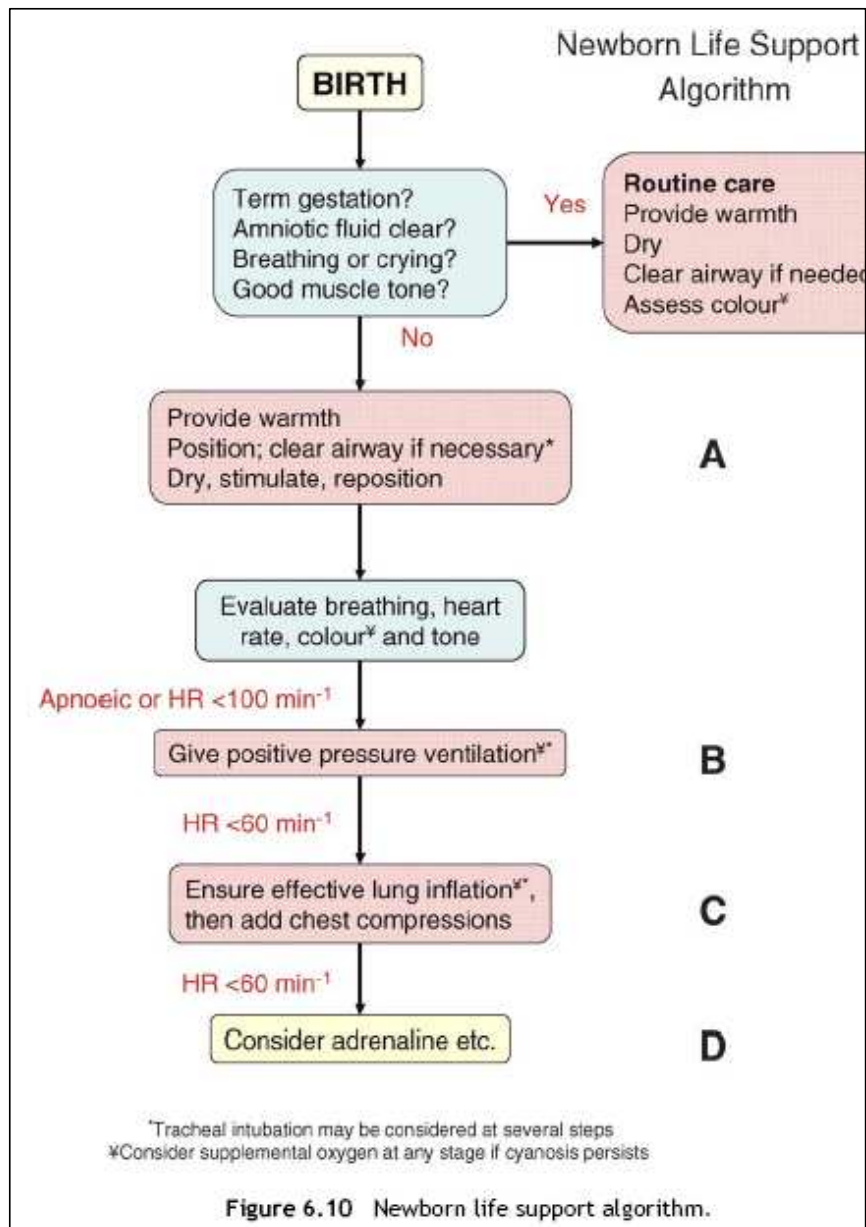 Newborn Life Support
Algorithm
BIRTH
Term gestation?
Amniotic fluid clear?
Breathing or crying?
Good muscle tone?
Yes
Routine care
Provide warmth
Dry
Clear airway if needed
Assess colour¥
No
Provide warmth
Position; clear airway if necessary*
Dry, stimulate, reposition
A
Evaluate breathing, heart
rate, colour¥ and tone
Apnoeic or HR <100 min⁻¹
Give positive pressure ventilation¥*
B
HR <60 min⁻¹
Ensure effective lung inflation¥*,
then add chest compressions
C
HR <60 min⁻¹
Consider adrenaline etc.
D
*Tracheal intubation may be considered at several steps
¥Consider supplemental oxygen at any stage if cyanosis persists
Figure 6.10 Newborn life support algorithm.